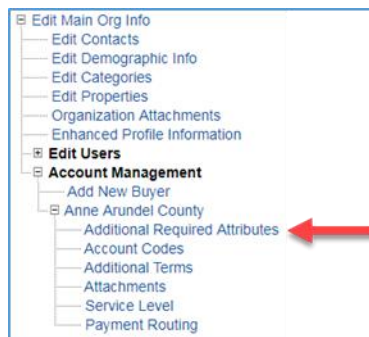 Edit Main Org Info
Edit Contacts
Edit Demographic Info
Edit Categories
Edit Properties
Organization Attachments
Enhanced Profile Information
Edit Users
Account Management
Add New Buyer
Anne Arundel County
Additional Required Attributes
Account Codes
Additional Terms
Attachments
Service Level
Payment Routing